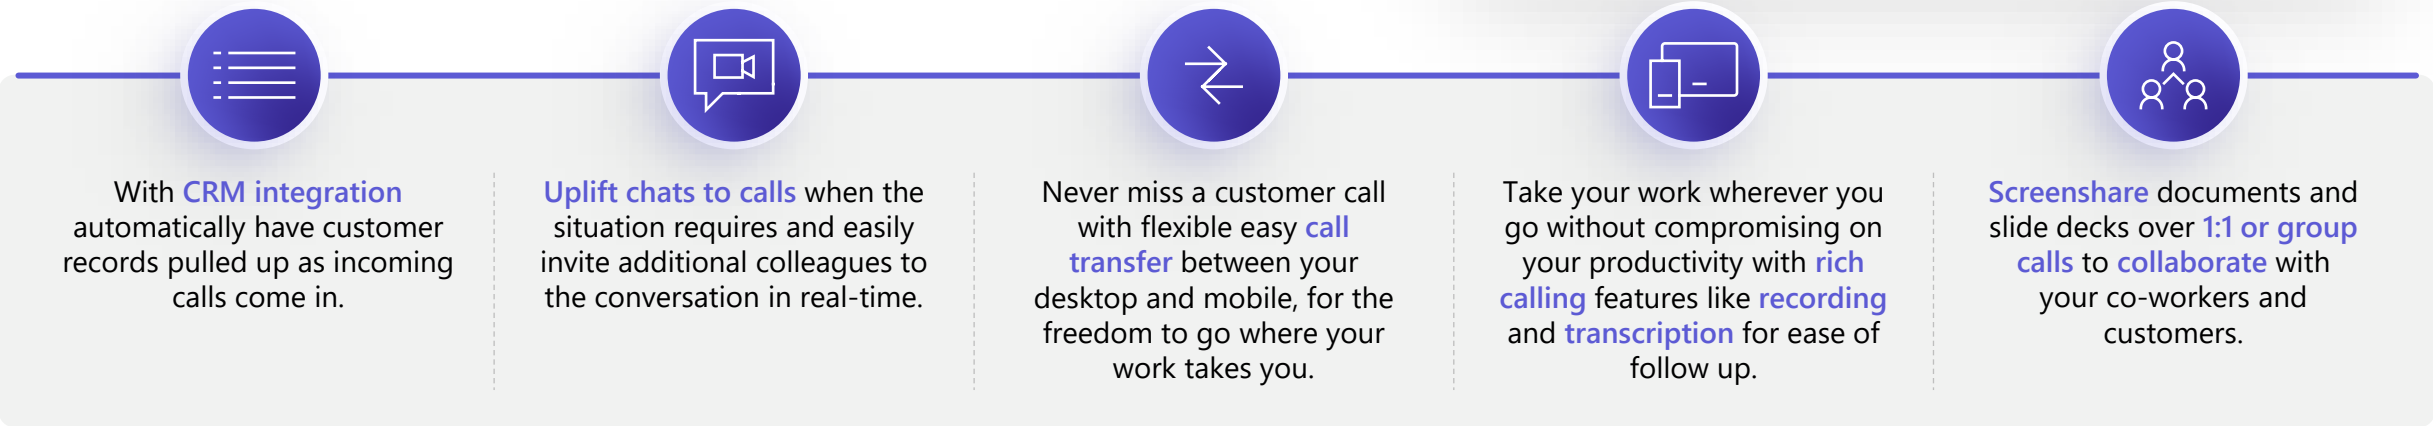 With CRM integration
automatically have customer
records pulled up as incoming
calls come in.
Uplift chats to calls when the
situation requires and easily
invite additional colleagues to
the conversation in real-time.
Never miss a customer call
with flexible easy call
transfer between your
desktop and mobile, for the
freedom to go where your
work takes you.
Take your work wherever you
go without compromising on
your productivity with rich
calling features like recording
and transcription for ease of
follow up.
Screenshare documents and
slide decks over 1:1 or group
calls to collaborate with
your co-workers and
customers.